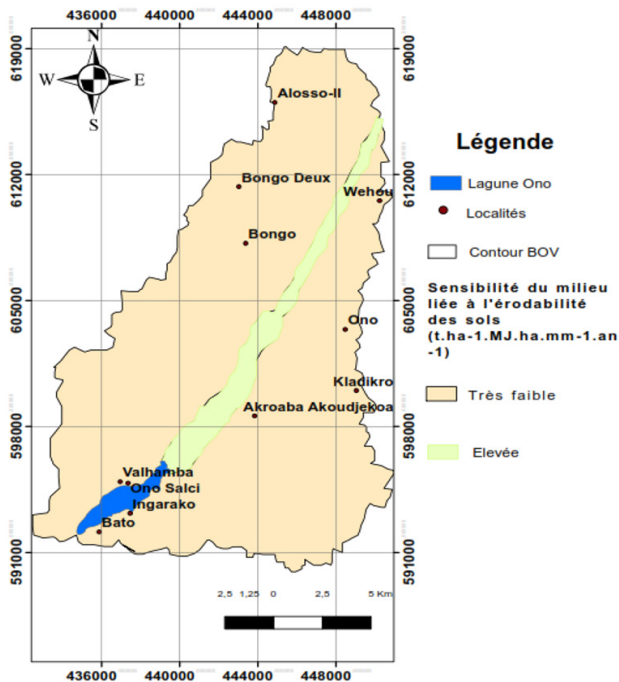 436000 440000 444000 448000
N
W E
S
619000
619000
Alosso-II
612000
612000
Bongo Deux
Wehou
Bongo
605000
605000
Ono
Kladikro
Akroaba Akoudjekoa
598000
598000
Valhamba
Ono Salci
Ingarako
Bato
591000
591000
2,5 1,25 0 2,5 5 Km
436000 440000 444000 448000
Légende
Lagune Ono
Localités
Contour BOV
Sensibilité du milieu
liée à l'érodabilité
des sols
(t.ha-1.MJ.ha.mm-1.an
-1)
Très faible
Elevée